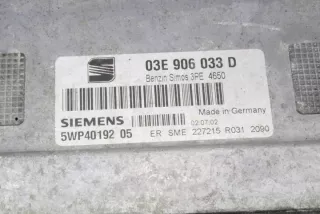 03E 906 033 D
Benzin Simos 3PE 4650
Made in Germany
SIEMENS
02.07.02
5WP40192 05
ER SME 227215 R031 2090